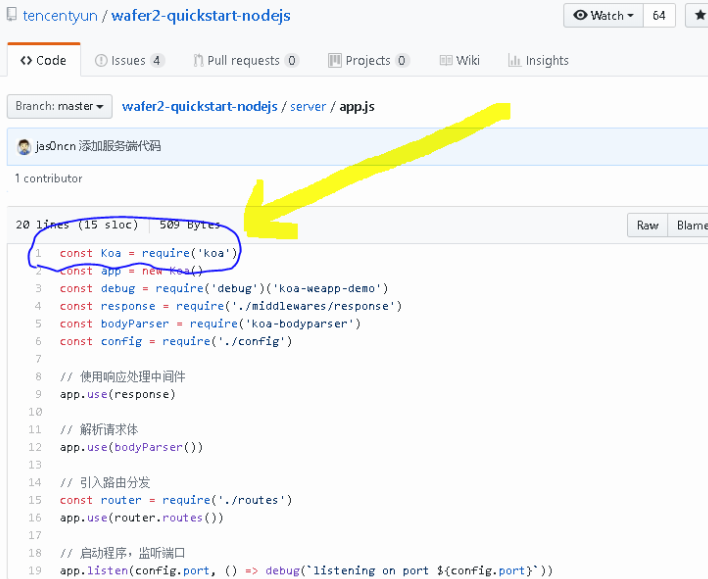 tencentyun / wafer2-quickstart-nodejs
Watch 64
Code Issues 4 Pull requests 0 Projects 0 Wiki Insights
Branch: master wafer2-quickstart-nodejs / server / app.js
jas0ncn 添加服务端代码
1 contributor
20 lines (15 sloc) 509 Bytes Raw Blame
1 const Koa = require('koa')
2 const app = new Koa()
3 const debug = require('debug')('koa-weapp-demo')
4 const response = require('./middlewares/response')
5 const bodyParser = require('koa-bodyparser')
6 const config = require('./config')
7
8 // 使用响应处理中间件
9 app.use(response)
10
11 // 解析请求体
12 app.use(bodyParser())
13
14 // 引入路由分发
15 const router = require('./routes')
16 app.use(router.routes())
17
18 // 启动程序，监听端口
19 app.listen(config.port, () => debug(`listening on port ${config.port}`))